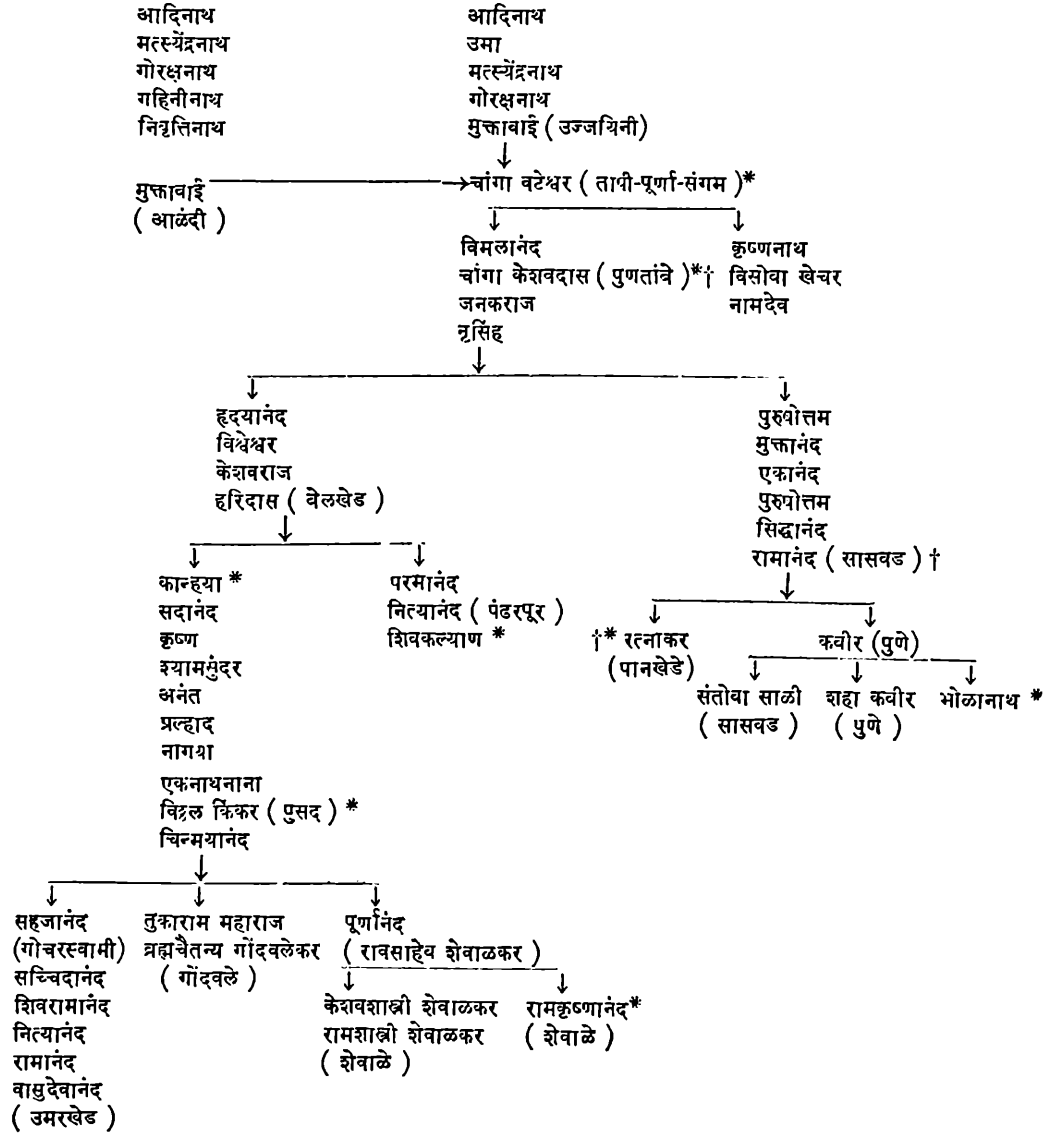 आदिनाथ
मत्स्येंद्रनाथ
गोरक्षनाथ
गहिनीनाथ
निवृत्तिनाथ
मुक्ताबाई
( आळंदी )
आदिनाथ
उमा
मत्स्येंद्रनाथ
गोरक्षनाथ
मुक्ताबाई ( उज्जयिनी )
चांगा वटेश्वर ( तापी-पूर्णा-संगम )*
विमलानंद
चांगा केशवदास ( पुणतांबे )*†
जनकराज
नृसिंह
कृष्णनाथ
विसोबा खेचर
नामदेव
हृदयानंद
विश्वेश्वर
केशवराज
हरिदास ( वेलखेड )
पुरुषोत्तम
मुक्तानंद
एकानंद
पुरुषोत्तम
सिद्धानंद
रामानंद ( सासवड ) †
कान्हया *
सदानंद
कृष्ण
श्यामसुंदर
अनंत
प्रल्हाद
नागेश
एकनाथनाना
विठ्ठल किंकर ( पुसद ) *
चिन्मयानंद
परमानंद
नित्यानंद ( पंढरपूर )
शिवकल्याण *
†* रत्नाकर
(पानखेडे)
कबीर (पुणे)
संतोबा साळी
( सासवड )
शहा कबीर
( पुणे )
भोळानाथ *
सहजानंद
(गोचरस्वामी)
सच्चिदानंद
शिवरामानंद
नित्यानंद
रामानंद
वासुदेवानंद
( उमरखेड )
तुकाराम महाराज
ब्रह्मचैतन्य गोंदवलेकर
( गोंदवले )
पूर्णानंद
( रावसाहेब शेवाळकर )
केशवशास्त्री शेवाळकर
रामशास्त्री शेवाळकर
( शेवाळे )
रामकृष्णानंद*
( शेवाळे )